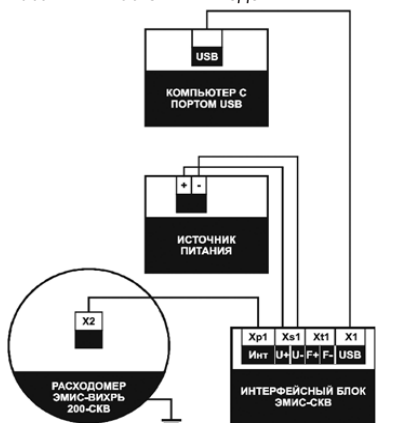 USB
КОМПЬЮТЕР С
ПОРТОМ USB
+ -
ИСТОЧНИК
ПИТАНИЯ
X2
РАСХОДОМЕР
ЭМИС-ВИХРЬ
200-СКВ
Xp1 Xs1 Xt1 X1
Инт U+ U- F+ F- USB
ИНТЕРФЕЙСНЫЙ БЛОК
ЭМИС-СКВ